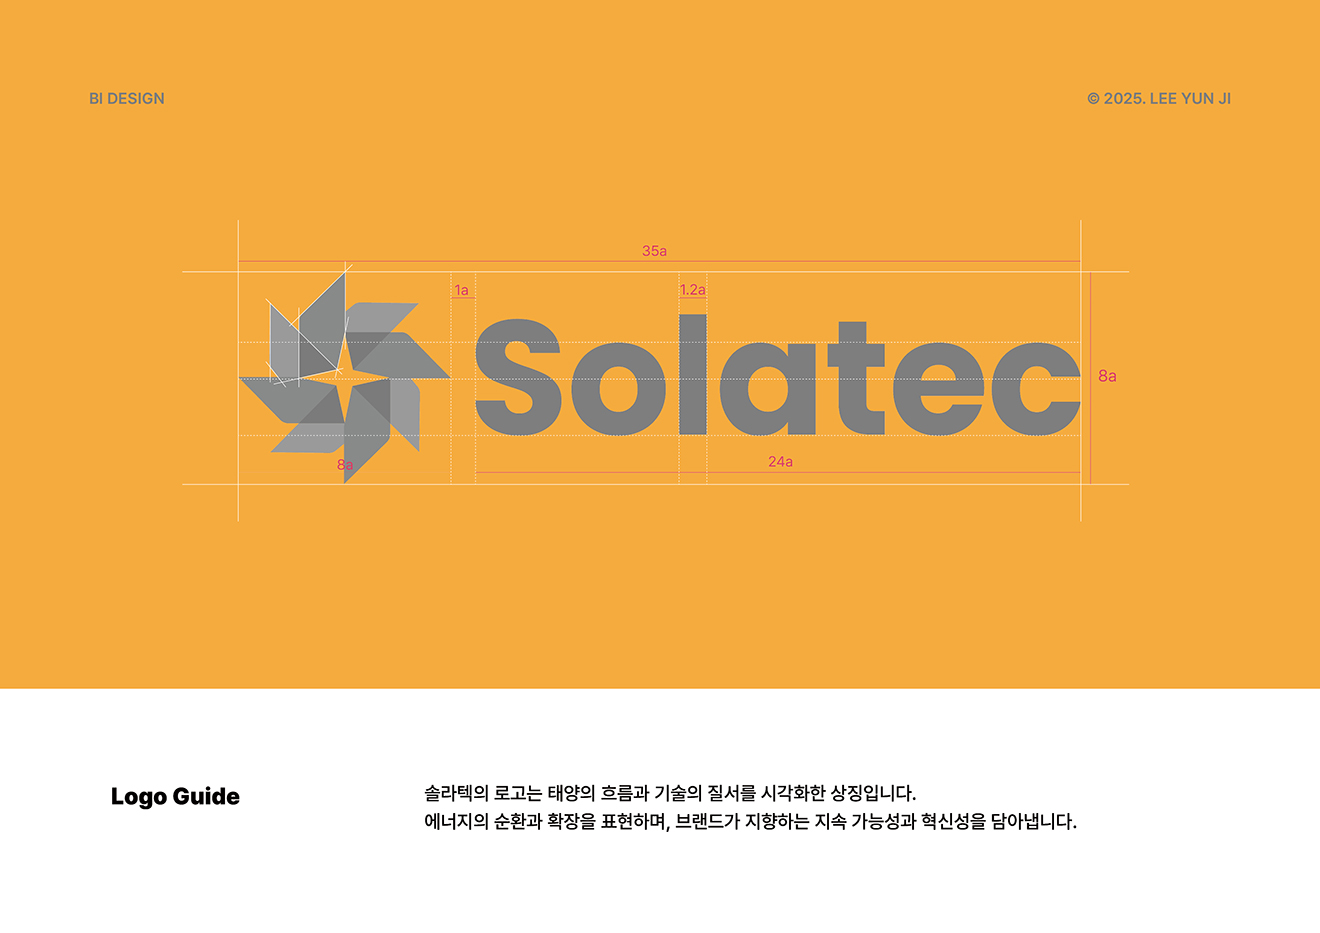 BI DESIGN
© 2025. LEE YUN JI
35a
1a
1.2a
Solatec
8a
24a
8a
Logo Guide
솔라텍의 로고는 태양의 흐름과 기술의 질서를 시각화한 상징입니다.
에너지의 순환과 확장을 표현하며, 브랜드가 지향하는 지속 가능성과 혁신성을 담아냅니다.